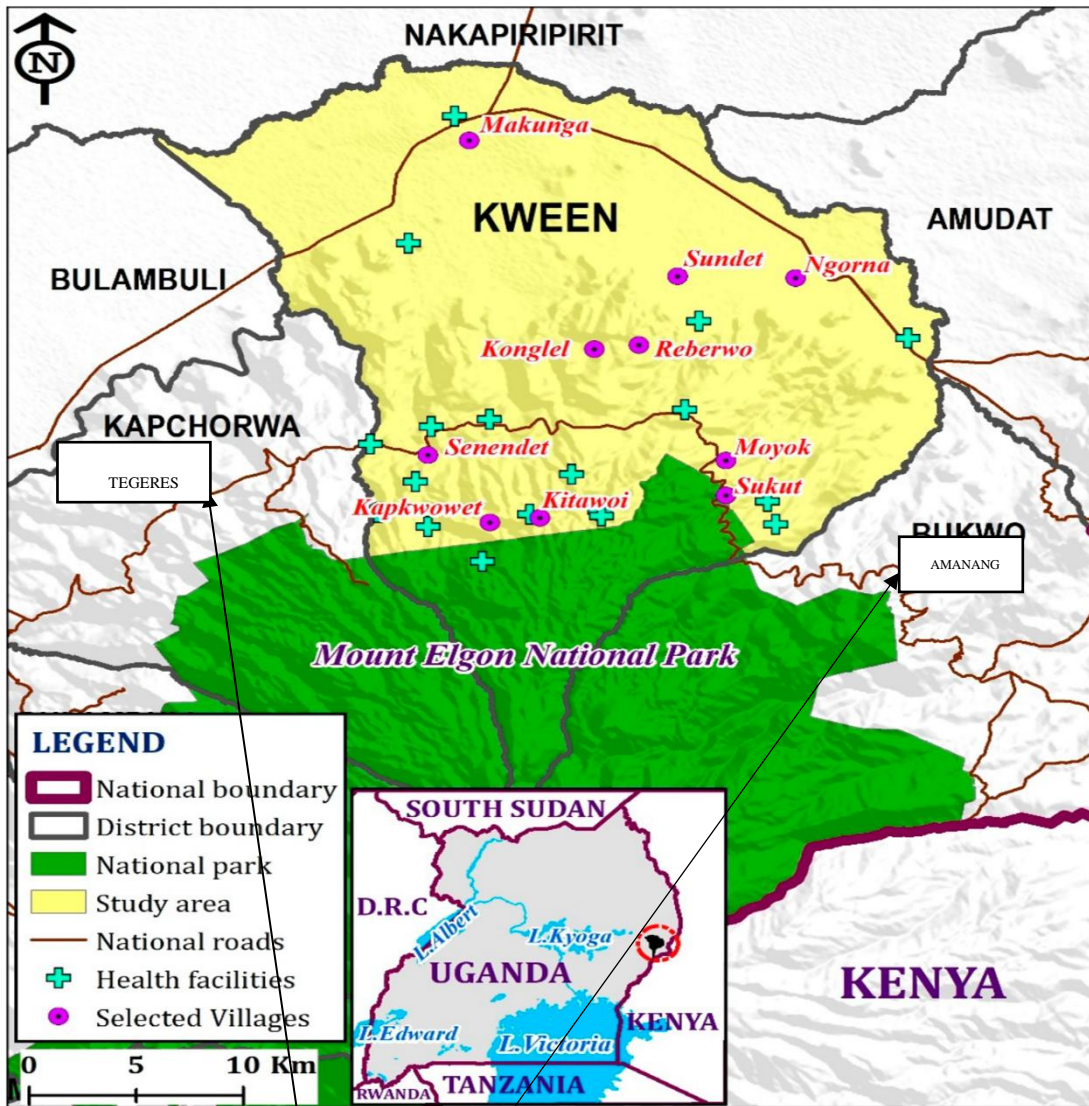 N
NAKAPIRIPIRIT
Makunga
KWEEN
AMUDAT
BULAMBULI
Sundet
Ngorna
Konglel
Reberwo
KAPCHORWA
Senendet
Moyok
TEGERES
Sukut
Kapkwowet
Kitawoi
BUKWO
AMANANG
Mount Elgon National Park
LEGEND
National boundary
District boundary
National park
Study area
National roads
Health facilities
Selected Villages
0 5 10 Km
SOUTH SUDAN
D.R.C
L.Albert
L.Kyoga
UGANDA
KENYA
L.Edward
L.Victoria
TANZANIA
RWANDA
KENYA